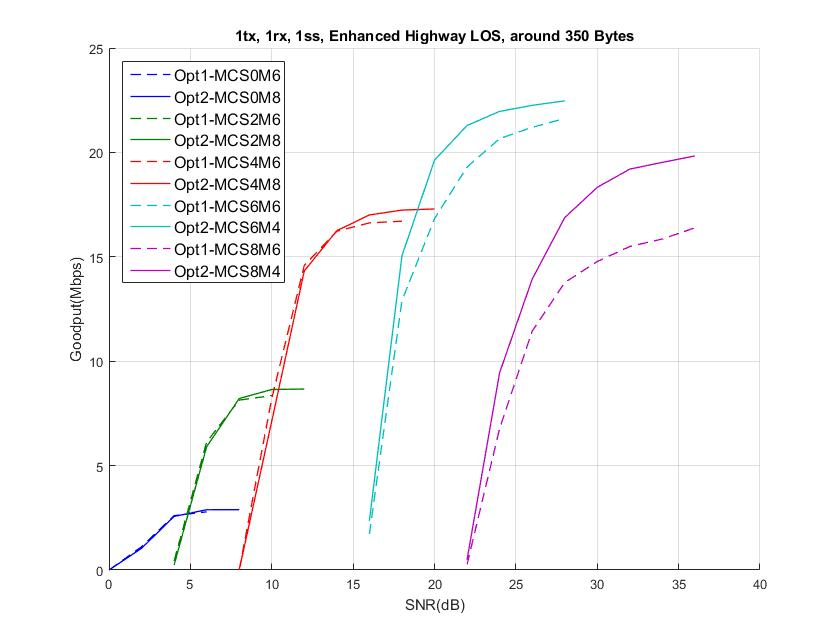 1tx, 1rx, 1ss, Enhanced Highway LOS, around 350 Bytes
25
20
15
10
5
0
Goodput(Mbps)
Opt1-MCS0M6
Opt2-MCS0M8
Opt1-MCS2M6
Opt2-MCS2M8
Opt1-MCS4M6
Opt2-MCS4M8
Opt1-MCS6M6
Opt2-MCS6M4
Opt1-MCS8M6
Opt2-MCS8M4
0 5 10 15 20 25 30 35 40
SNR(dB)